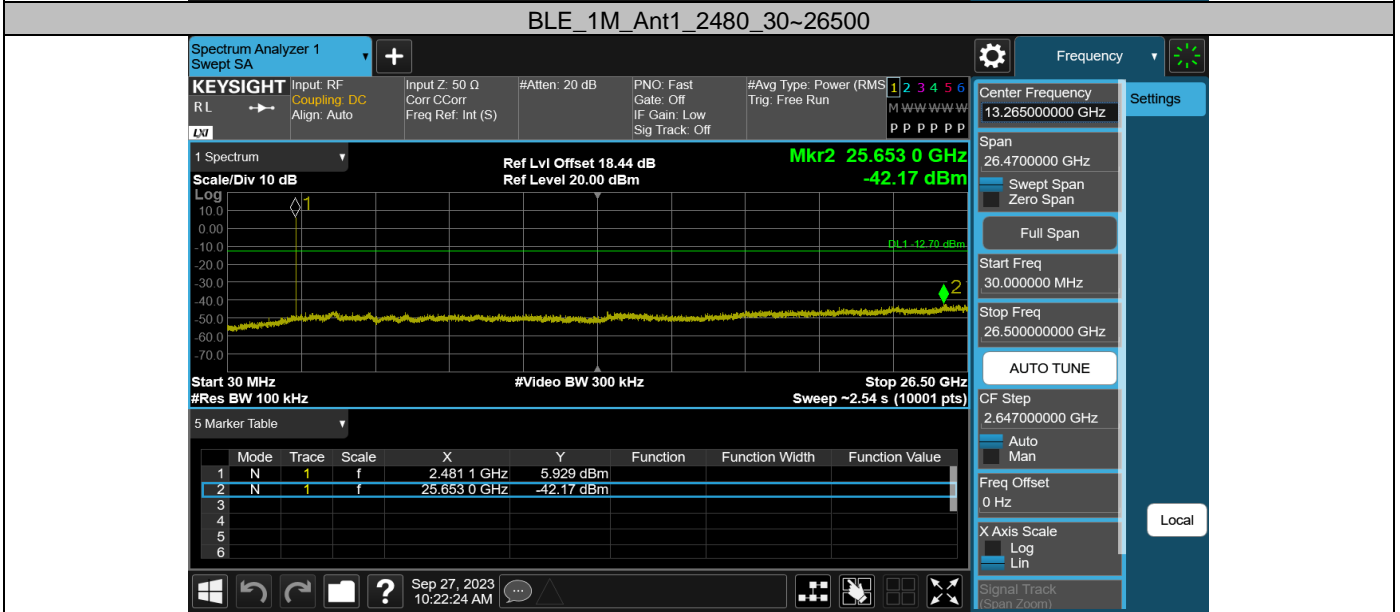 BLE_1M_Ant1_2480_30~26500
Spectrum Analyzer 1
Swept SA
+
Frequency
KEYSIGHT
R L
LXI
Input: RF
Coupling: DC
Align: Auto
Input Z: 50 Ω
Corr CCorr
Freq Ref: Int (S)
#Atten: 20 dB
PNO: Fast
Gate: Off
IF Gain: Low
Sig Track: Off
#Avg Type: Power (RMS
Trig: Free Run
1 2 3 4 5 6
M W W W W W
P P P P P P
1 Spectrum
Scale/Div 10 dB
Ref Lvl Offset 18.44 dB
Ref Level 20.00 dBm
Mkr2 25.653 0 GHz
-42.17 dBm
Log
10.0
0.00
-10.0
-20.0
-30.0
-40.0
-50.0
-60.0
-70.0
1
DL1 -12.70 dBm
2
Start 30 MHz
#Res BW 100 kHz
#Video BW 300 kHz
Stop 26.50 GHz
Sweep ~2.54 s (10001 pts)
5 Marker Table
Mode Trace Scale X Y Function Function Width Function Value
1 N 1 f 2.481 1 GHz 5.929 dBm
2 N 1 f 25.653 0 GHz -42.17 dBm
3
4
5
6
?
Sep 27, 2023
10:22:24 AM
Center Frequency
13.265000000 GHz
Span
26.4700000 GHz
Swept Span
Zero Span
Full Span
Start Freq
30.000000 MHz
Stop Freq
26.500000000 GHz
AUTO TUNE
CF Step
2.647000000 GHz
Auto
Man
Freq Offset
0 Hz
X Axis Scale
Log
Lin
Signal Track
(Span Zoom)
Settings
Local